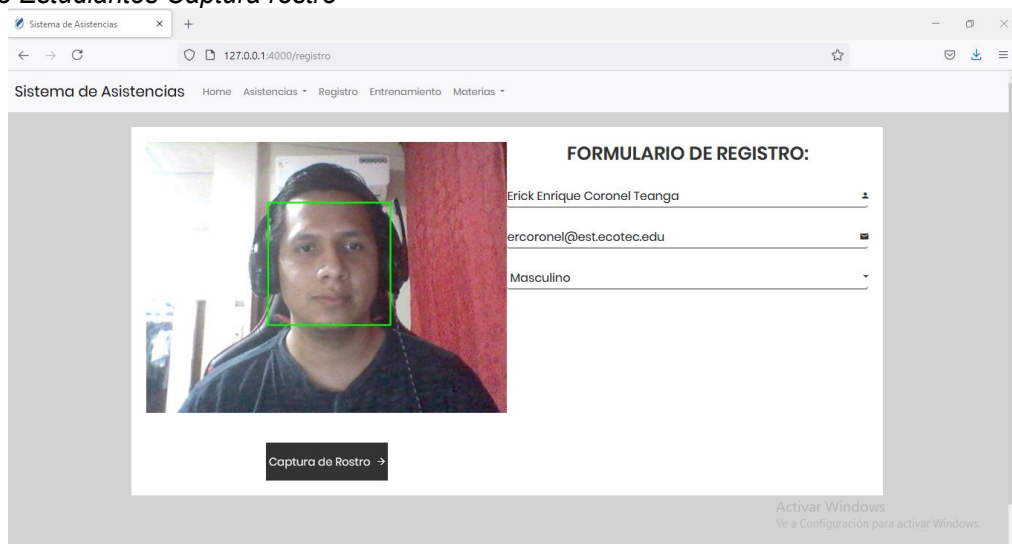 Estudiantes Captura rostro
Sistema de Asistencias
127.0.0.1:4000/registro
Sistema de Asistencias Home Asistencias Registro Entrenamiento Materias
FORMULARIO DE REGISTRO:
Erick Enrique Coronel Teanga
ercoronel@est.ecotec.edu
Masculino
Captura de Rostro →
Activar Windows
Ve a Configuración para activar Windows.